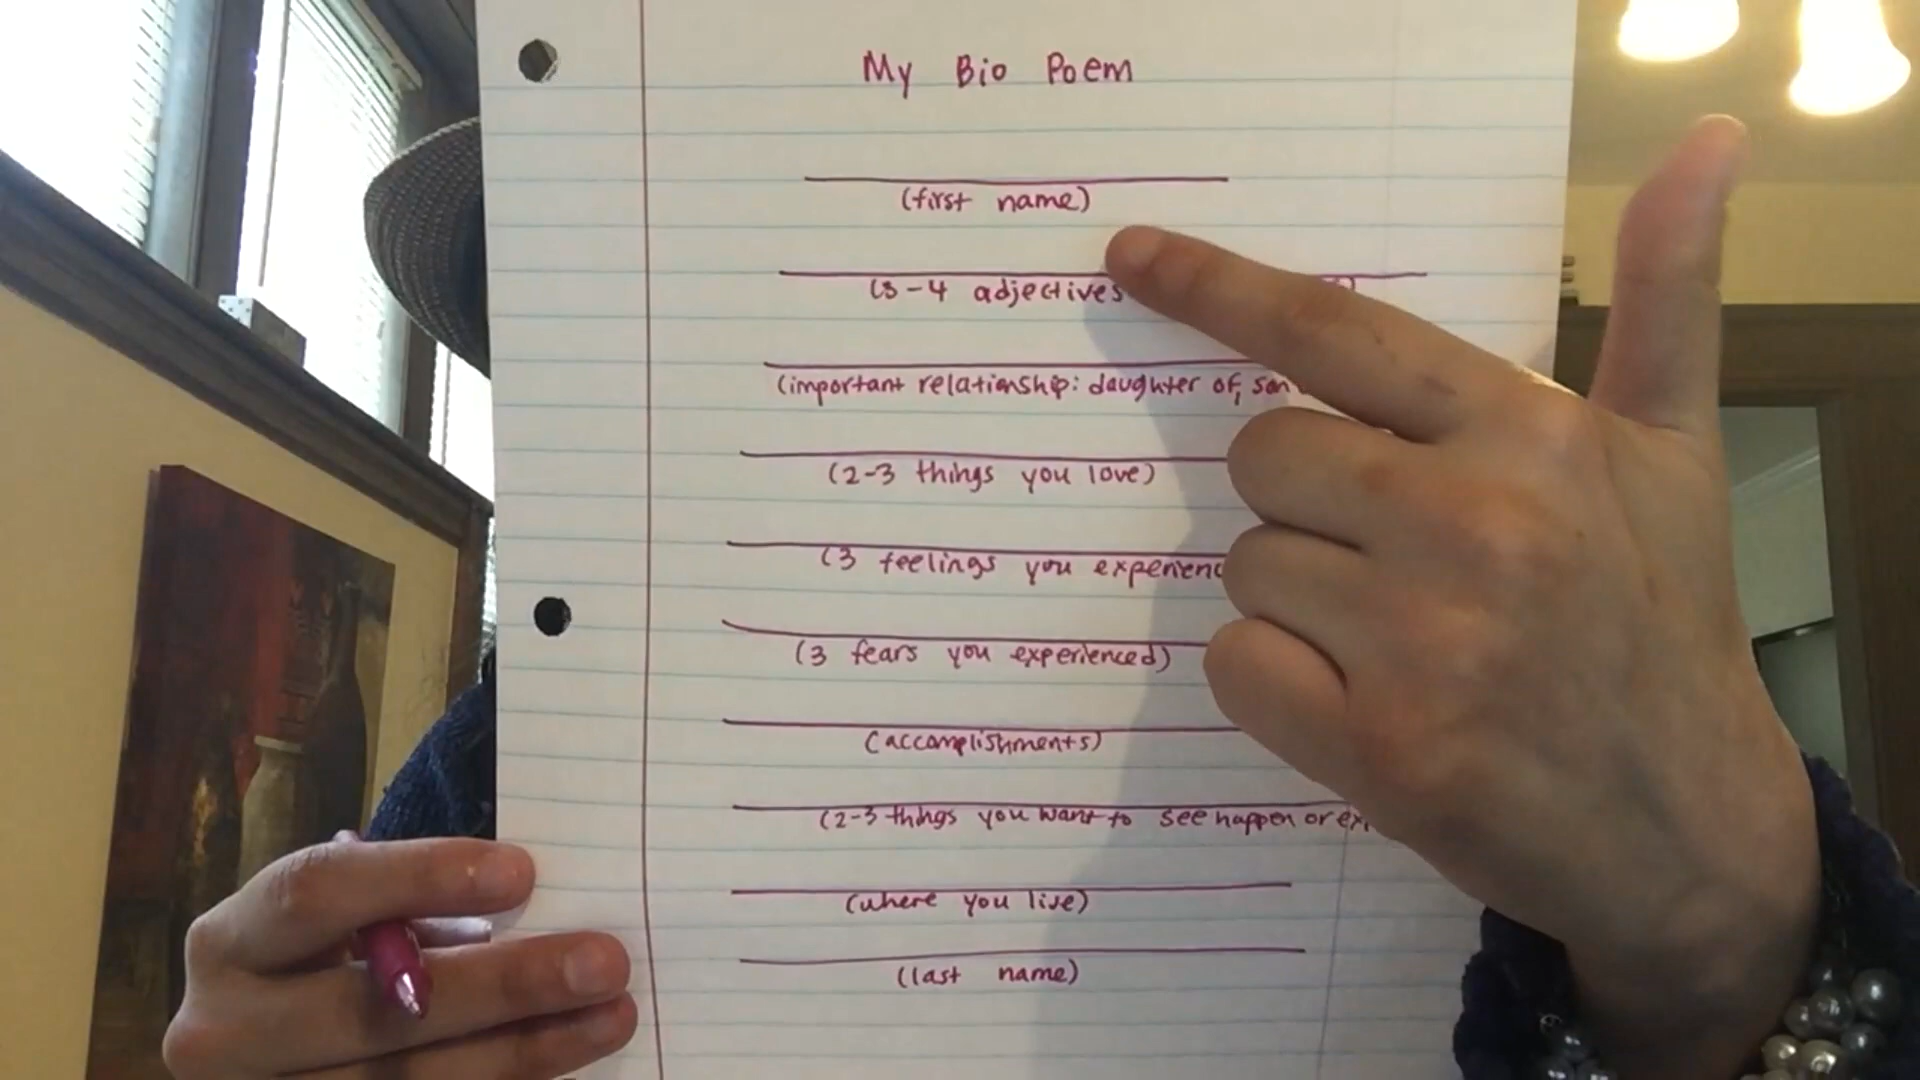 My Bio Poem
(first name)
(3-4 adjectives
(important relationship: daughter of, son
(2-3 things you love)
(3 feelings you
(3 fears you experienced)
(accomplishments)
(2-3 things you want to see happen or
(where you live)
(last name)